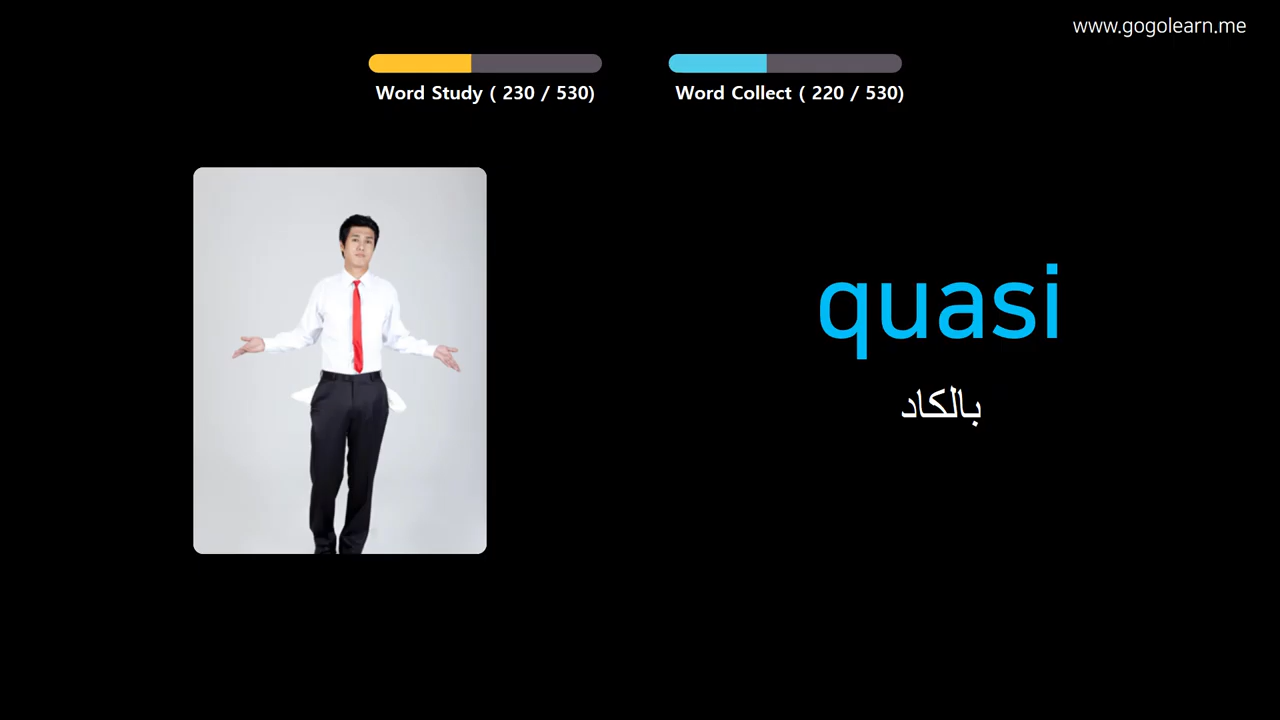 www.gogolearn.me
Word Study ( 230 / 530)
Word Collect ( 220 / 530)
quasi
بالكاد